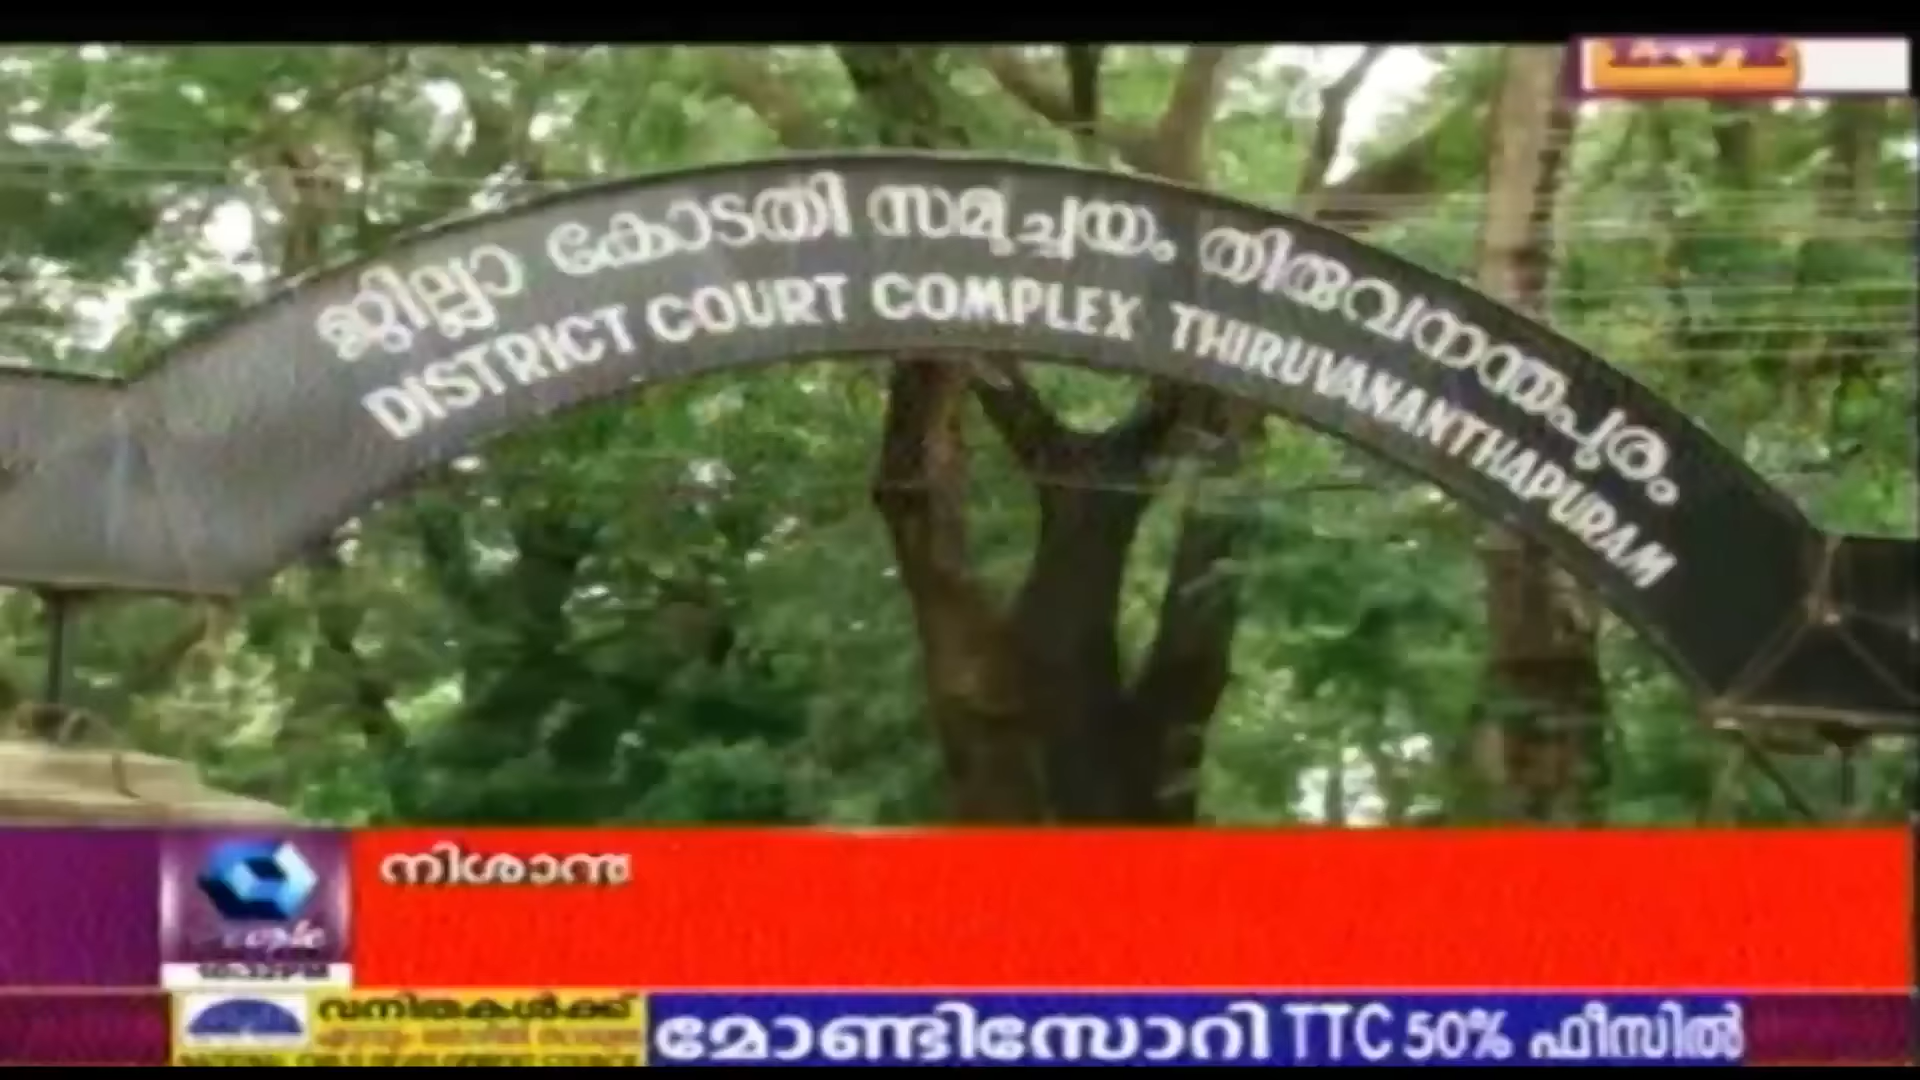 ജില്ലാ കോടതി സമുച്ചയം തിരുവനന്തപുരം
DISTRICT COURT COMPLEX THIRUVANANTHAPURAM
നിശാന്ത
വനിതകൾക്ക്
മോണ്ടിസോറി TTC 50% ഫീസിൽ